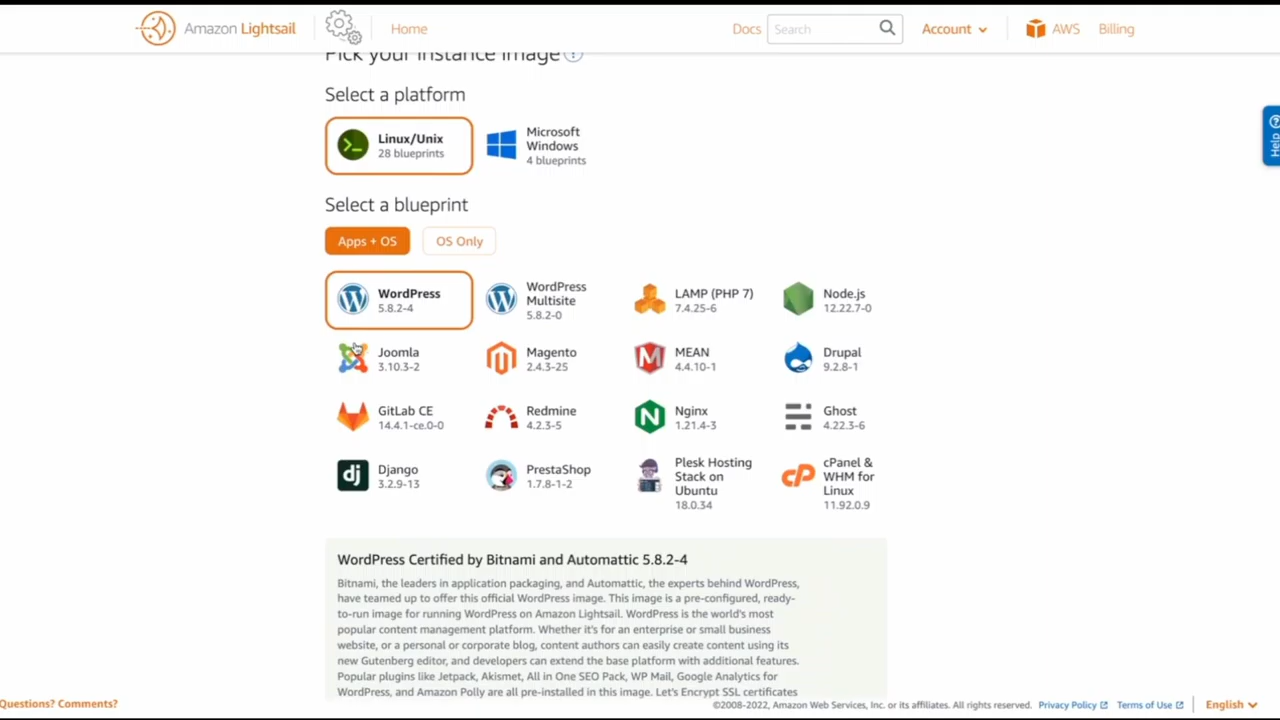 Amazon Lightsail
Home
Docs
Search
Account
AWS
Billing
Pick your instance image ?
Select a platform
Linux/Unix
28 blueprints
Microsoft
Windows
4 blueprints
Select a blueprint
Apps + OS
OS Only
WordPress
5.8.2-4
WordPress
Multisite
5.8.2-0
LAMP (PHP 7)
7.4.25-6
Node.js
12.22.7-0
Joomla
3.10.3-2
Magento
2.4.3-25
MEAN
4.4.10-1
Drupal
9.2.8-1
GitLab CE
14.4.1-ce.0-0
Redmine
4.2.3-5
Nginx
1.21.4-3
Ghost
4.22.3-6
dj
Django
3.2.9-13
PrestaShop
1.7.8-1-2
Plesk Hosting
Stack on
Ubuntu
18.0.34
cP
cPanel &
WHM for
Linux
11.92.0.9
WordPress Certified by Bitnami and Automattic 5.8.2-4
Bitnami, the leaders in application packaging, and Automattic, the experts behind WordPress,
have teamed up to offer this official WordPress image. This image is a pre-configured, ready-
to-run image for running WordPress on Amazon Lightsail. WordPress is the world's most
popular content management platform. Whether it's for an enterprise or small business
website, or a personal or corporate blog, content authors can easily create content using its
new Gutenberg editor, and developers can extend the base platform with additional features.
Popular plugins like Jetpack, Akismet, All in One SEO Pack, WP Mail, Google Analytics for
WordPress, and Amazon Polly are all pre-installed in this image. Let's Encrypt SSL certificates
Help
Questions? Comments?
©2008-2022, Amazon Web Services, Inc. or its affiliates. All rights reserved.
Privacy Policy
Terms of Use
English